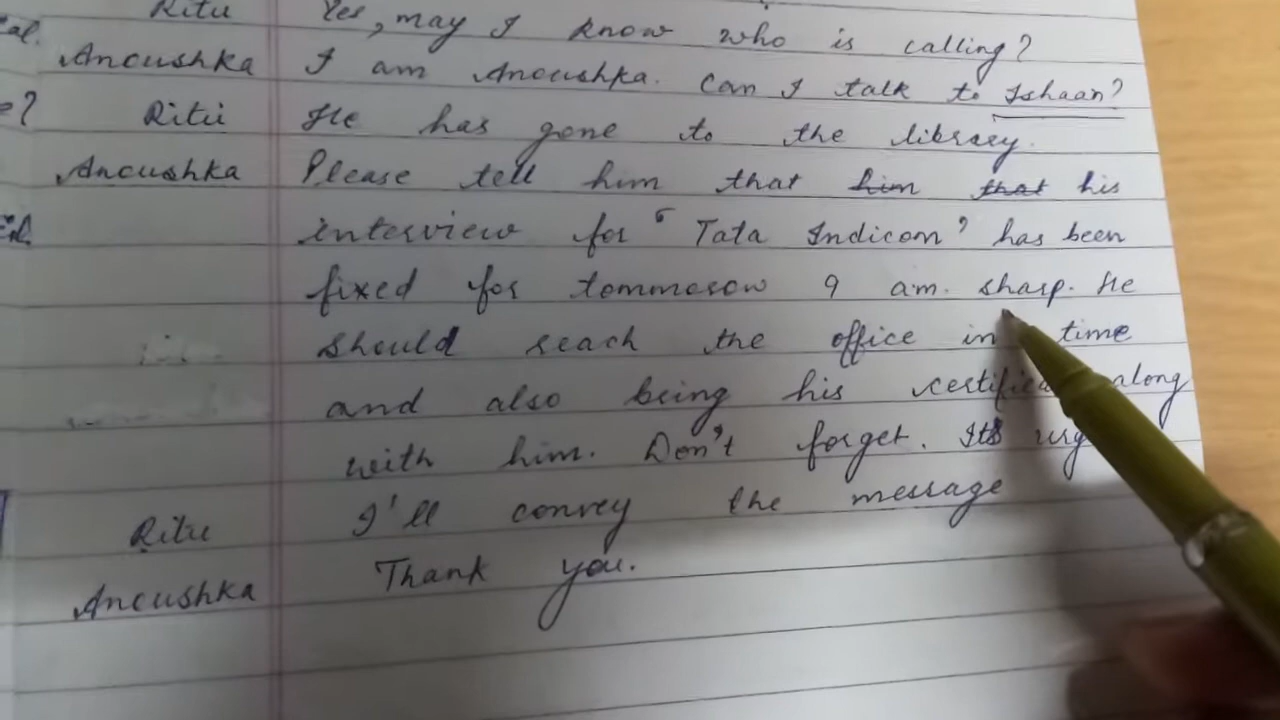 Ritu Yes, may I know who is calling?
Anoushka I am Anoushka. Can I talk to Ishaan?
Ritu He has gone to the library.
Anoushka Please tell him that him that his
interview for ' Tata Indicom ' has been
fixed for tommorow 9 a.m. sharp. He
should reach the office in time
and also bring his along
with him. Don't forget. Its
Ritu I'll convey the message
Anoushka Thank you.